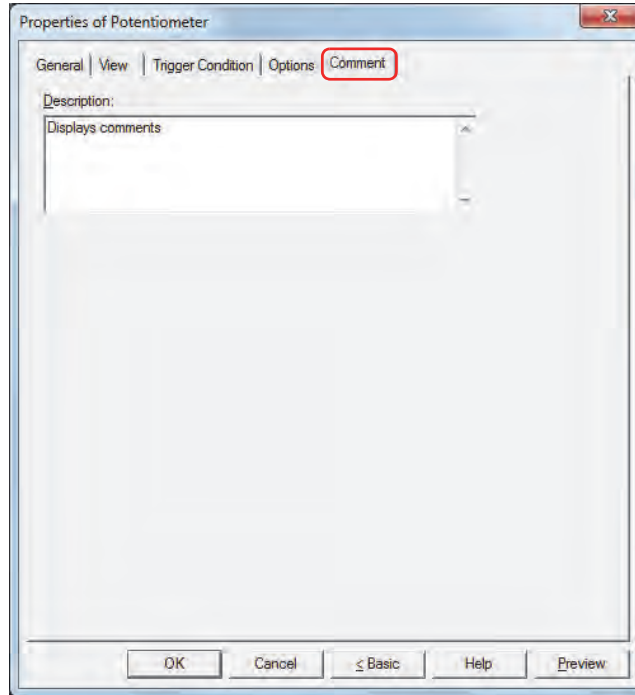 Properties of Potentiometer
General View Trigger Condition Options Comment
Description:
Displays comments
OK Cancel < Basic Help Preview